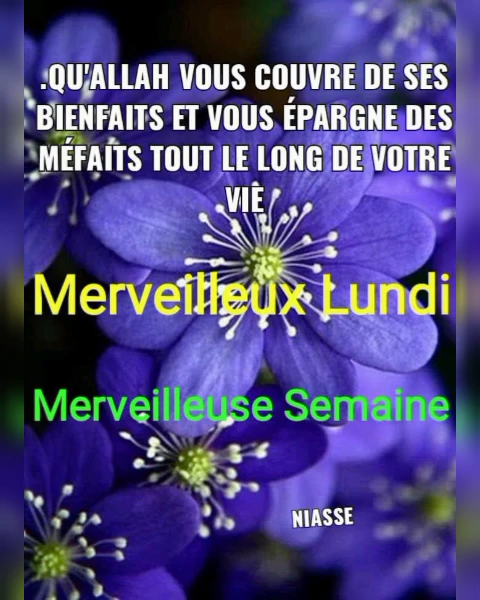 .QU'ALLAH VOUS COUVRE DE SES
BIENFAITS ET VOUS ÉPARGNE DES
MÉFAITS TOUT LE LONG DE VOTRE
VIE
Merveilleux Lundi
Merveilleuse Semaine
NIASSE